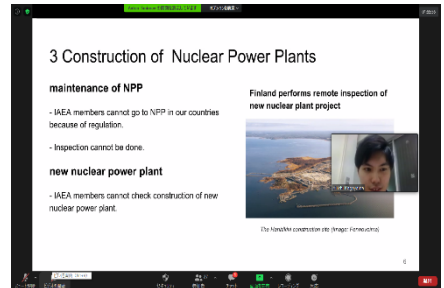 3 Construction of Nuclear Power Plants
maintenance of NPP
- IAEA members cannot go to NPP in our countries
because of regulation.
- Inspection cannot be done.
new nuclear power plant
- IAEA members cannot check construction of new
nuclear power plant.
Finland performs remote inspection of
new nuclear plant project
The Hanhikivi construction site (Image: Fennovoima)
6